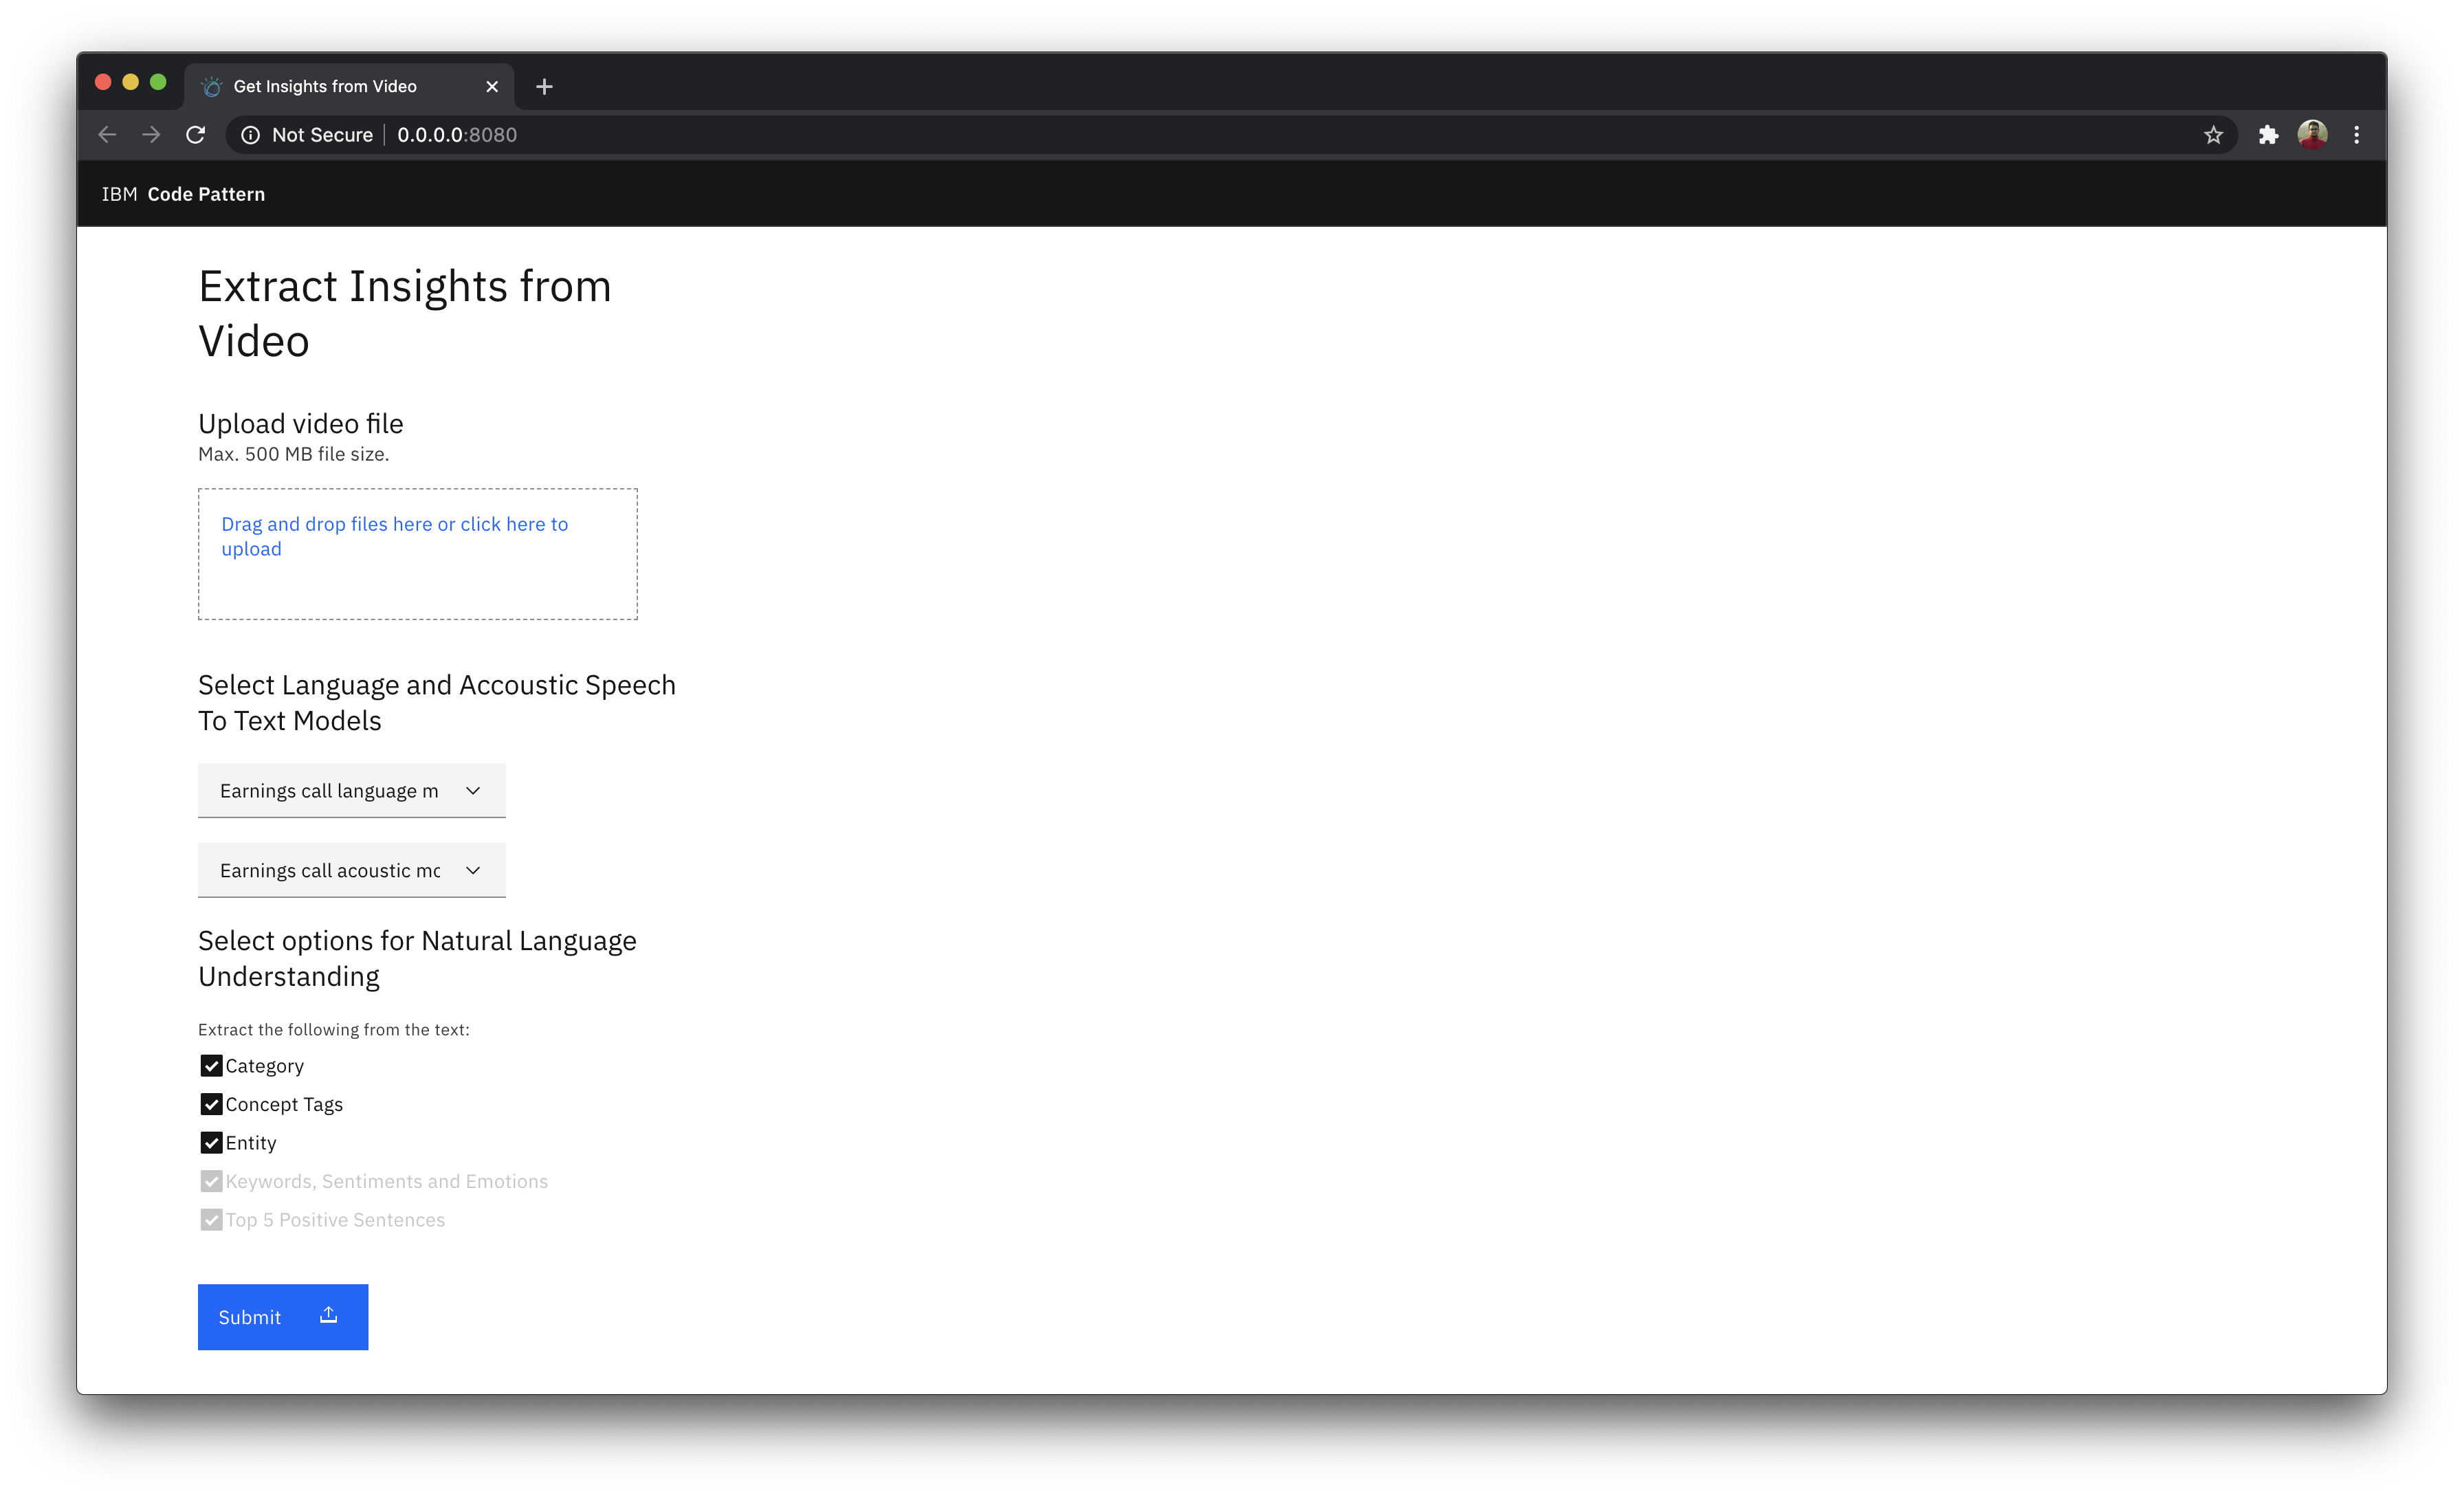 Get Insights from Video
Not Secure 0.0.0.0:8080
IBM Code Pattern
Extract Insights from
Video
Upload video file
Max. 500 MB file size.
Drag and drop files here or click here to
upload
Select Language and Accoustic Speech
To Text Models
Earnings call language m
Earnings call acoustic mo
Select options for Natural Language
Understanding
Extract the following from the text:
Category
Concept Tags
Entity
Keywords, Sentiments and Emotions
Top 5 Positive Sentences
Submit